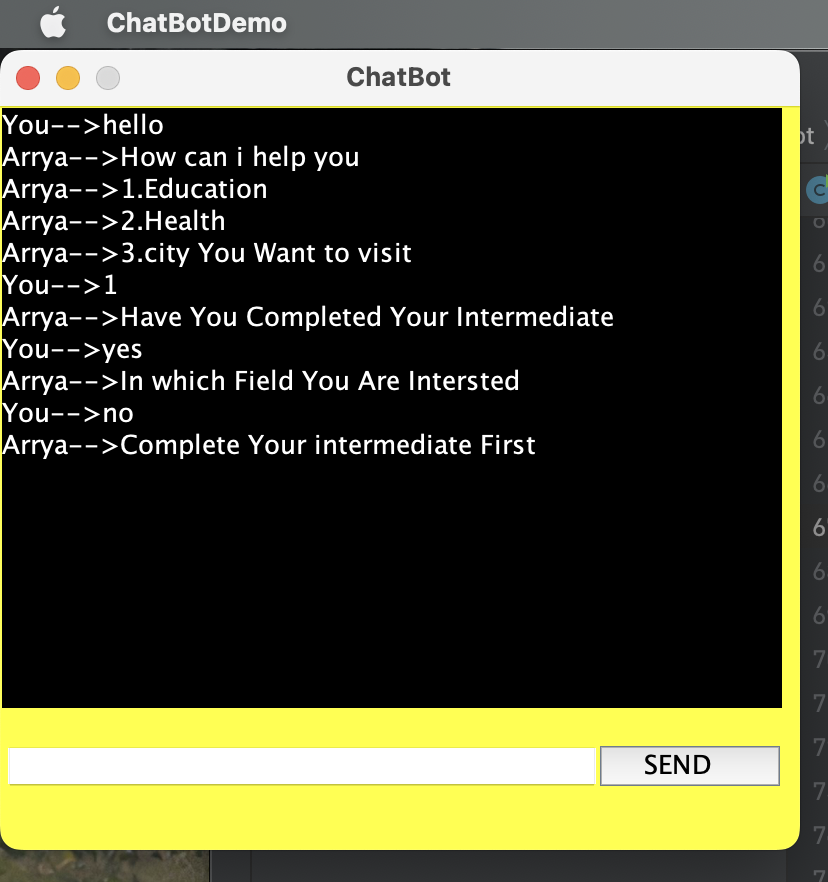 ChatBotDemo
ChatBot
You-->hello
Arrya-->How can i help you
Arrya-->1.Education
Arrya-->2.Health
Arrya-->3.city You Want to visit
You-->1
Arrya-->Have You Completed Your Intermediate
You-->yes
Arrya-->In which Field You Are Intersted
You-->no
Arrya-->Complete Your intermediate First
SEND